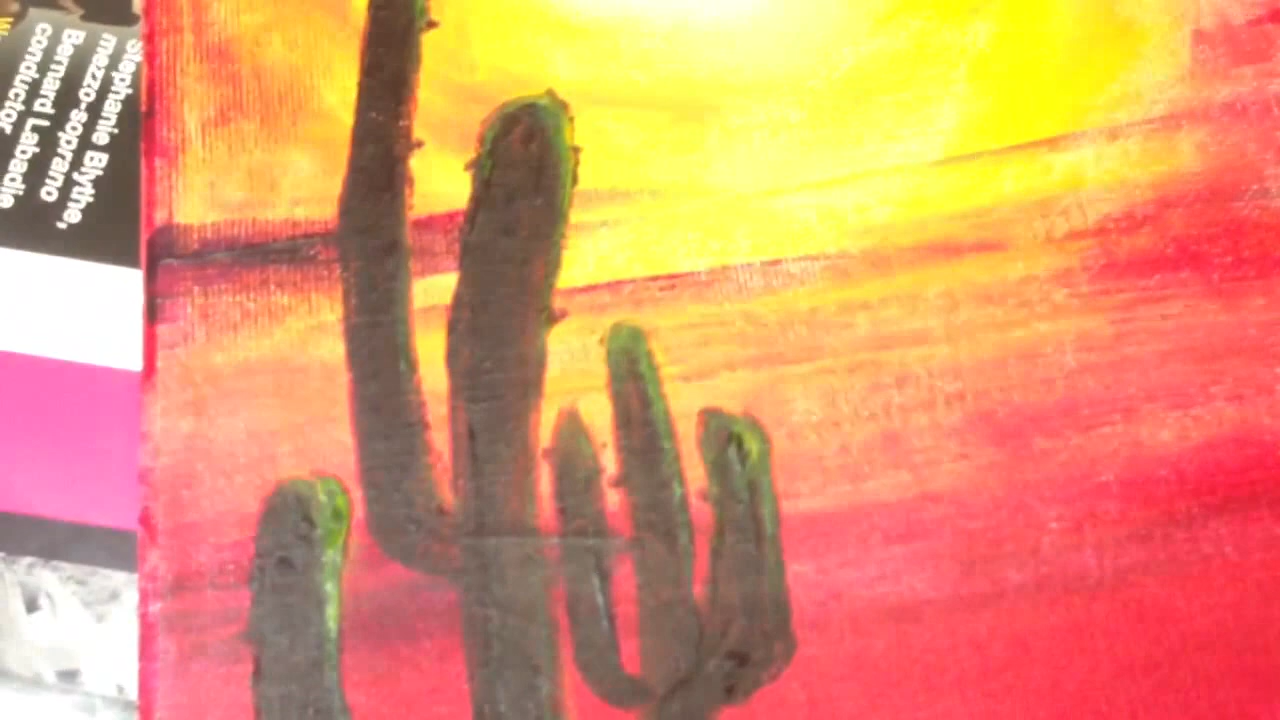 Stephanie Blythe,
mezzo-soprano
Bernard Labadie
conductor